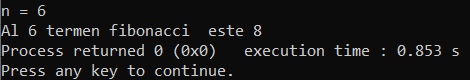 n = 6
Al 6 termen fibonacci  este 8
Process returned 0 (0x0)   execution time : 0.853 s
Press any key to continue.